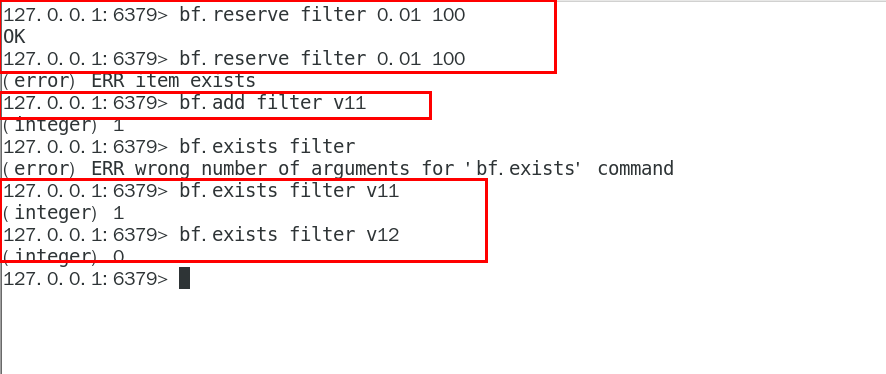 127.0.0.1:6379> bf.reserve filter 0.01 100
OK
127.0.0.1:6379> bf.reserve filter 0.01 100
(error) ERR item exists
127.0.0.1:6379> bf.add filter v11
(integer) 1
127.0.0.1:6379> bf.exists filter
(error) ERR wrong number of arguments for 'bf.exists' command
127.0.0.1:6379> bf.exists filter v11
(integer) 1
127.0.0.1:6379> bf.exists filter v12
(integer) 0
127.0.0.1:6379>